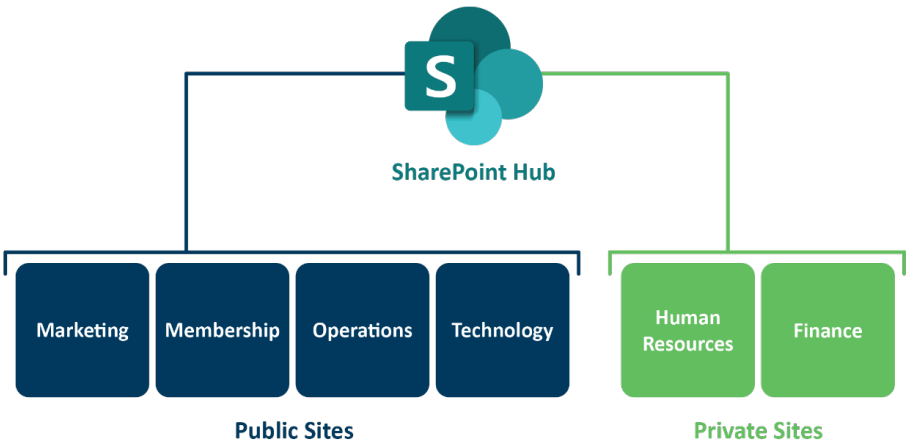 S
SharePoint Hub
Marketing
Membership
Operations
Technology
Human
Resources
Finance
Public Sites
Private Sites